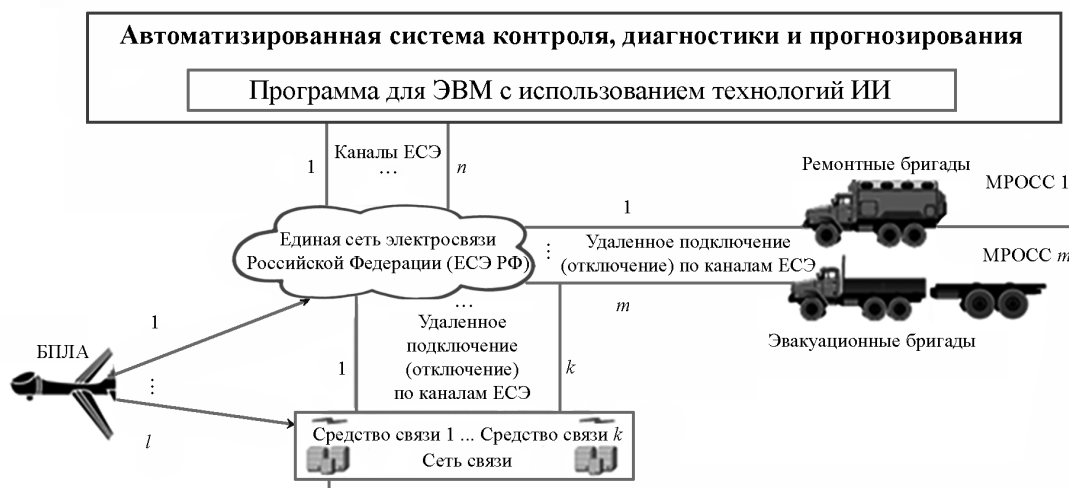 Автоматизированная система контроля, диагностики и прогнозирования
Программа для ЭВМ с использованием технологий ИИ
1
Каналы ЕСЭ
...
n
Ремонтные бригады
МРОСС 1
1
Единая сеть электросвязи
Российской Федерации (ЕСЭ РФ)
⋮
Удаленное подключение
(отключение) по каналам ЕСЭ
МРОСС m
m
Эвакуационные бригады
...
Удаленное
подключение
(отключение)
по каналам ЕСЭ
1
k
1
БПЛА
⋮
l
Средство связи 1 ... Средство связи k
Сеть связи